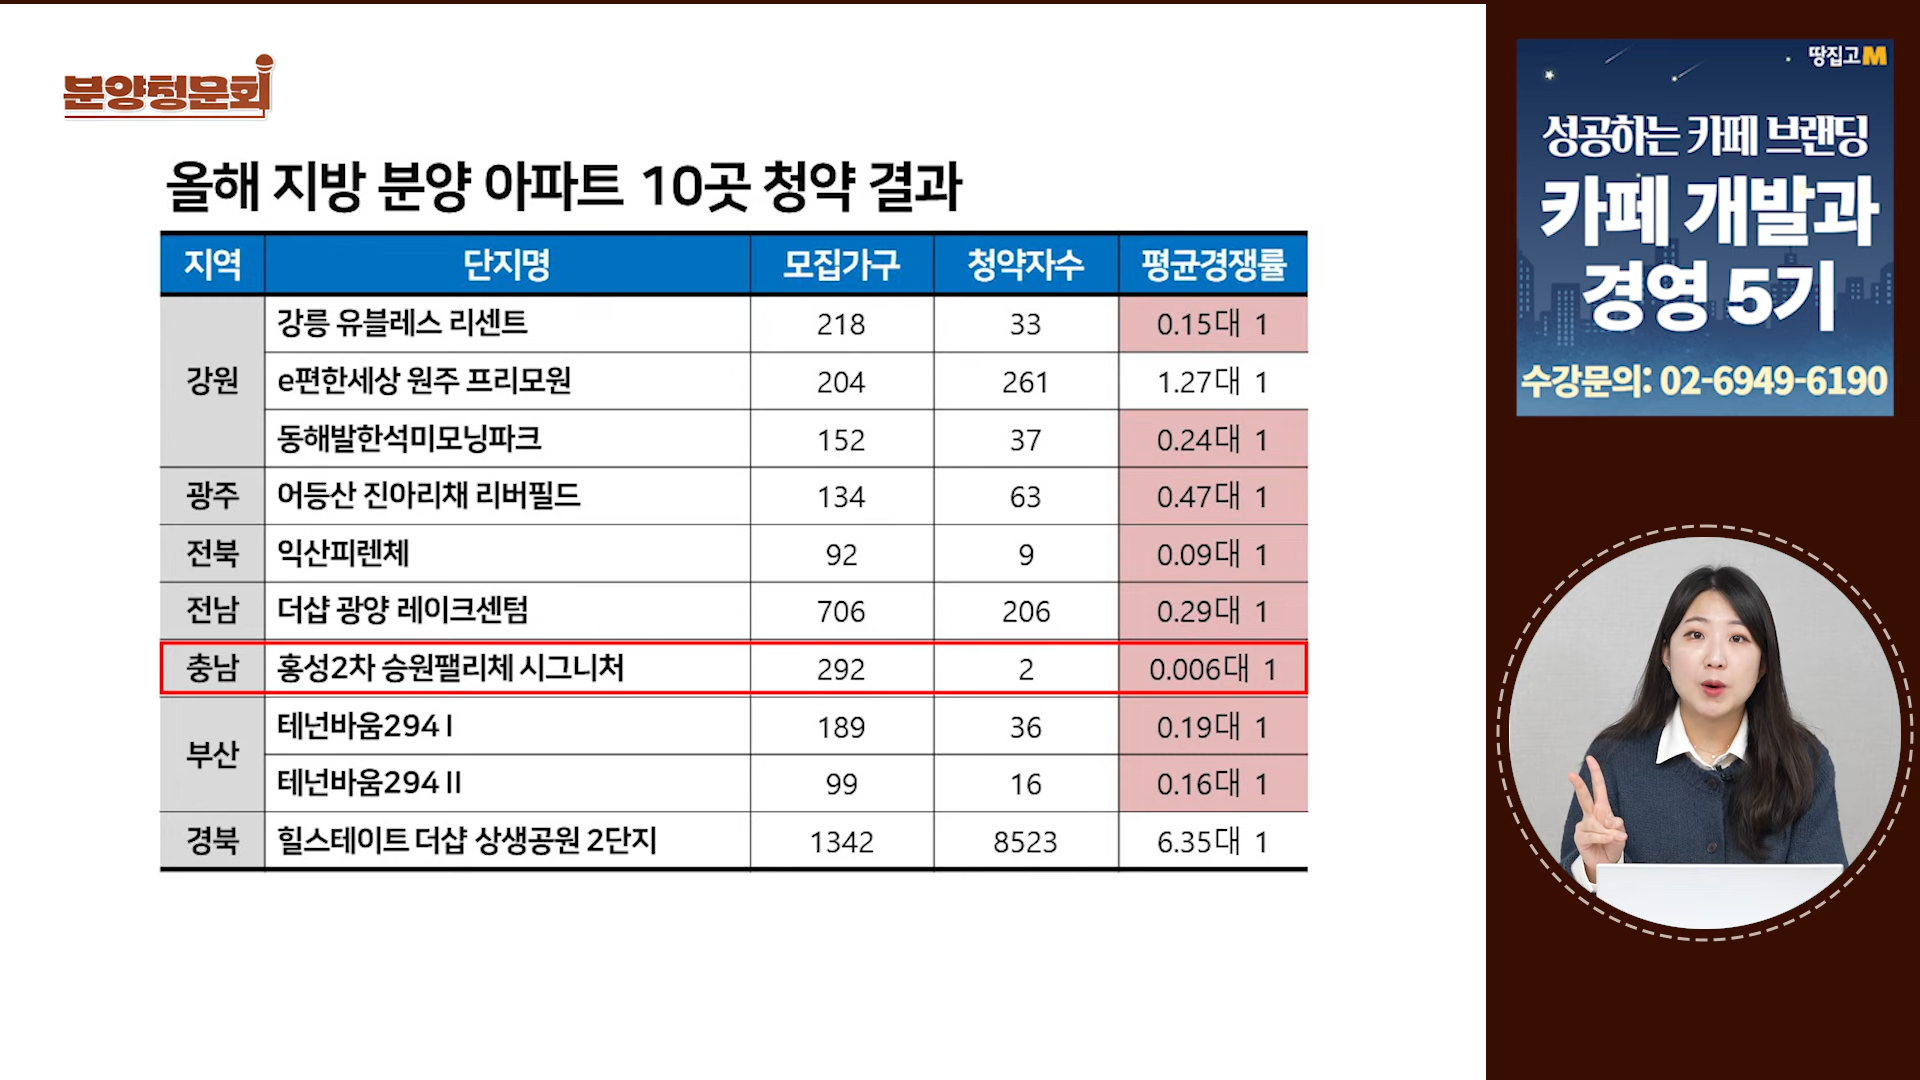 분양청문회
올해 지방 분양 아파트 10곳 청약 결과
지역 단지명 모집가구 청약자수 평균경쟁률
강원 강릉 유블레스 리센트 218 33 0.15대 1
e편한세상 원주 프리모원 204 261 1.27대 1
동해발한석미모닝파크 152 37 0.24대 1
광주 어등산 진아리채 리버필드 134 63 0.47대 1
전북 익산피렌체 92 9 0.09대 1
전남 더샵 광양 레이크센텀 706 206 0.29대 1
충남 홍성2차 승원팰리체 시그니처 292 2 0.006대 1
부산 테넌바움294 I 189 36 0.19대 1
테넌바움294 II 99 16 0.16대 1
경북 힐스테이트 더샵 상생공원 2단지 1342 8523 6.35대 1
땅집고M
성공하는 카페 브랜딩
카페 개발과
경영 5기
수강문의: 02-6949-6190